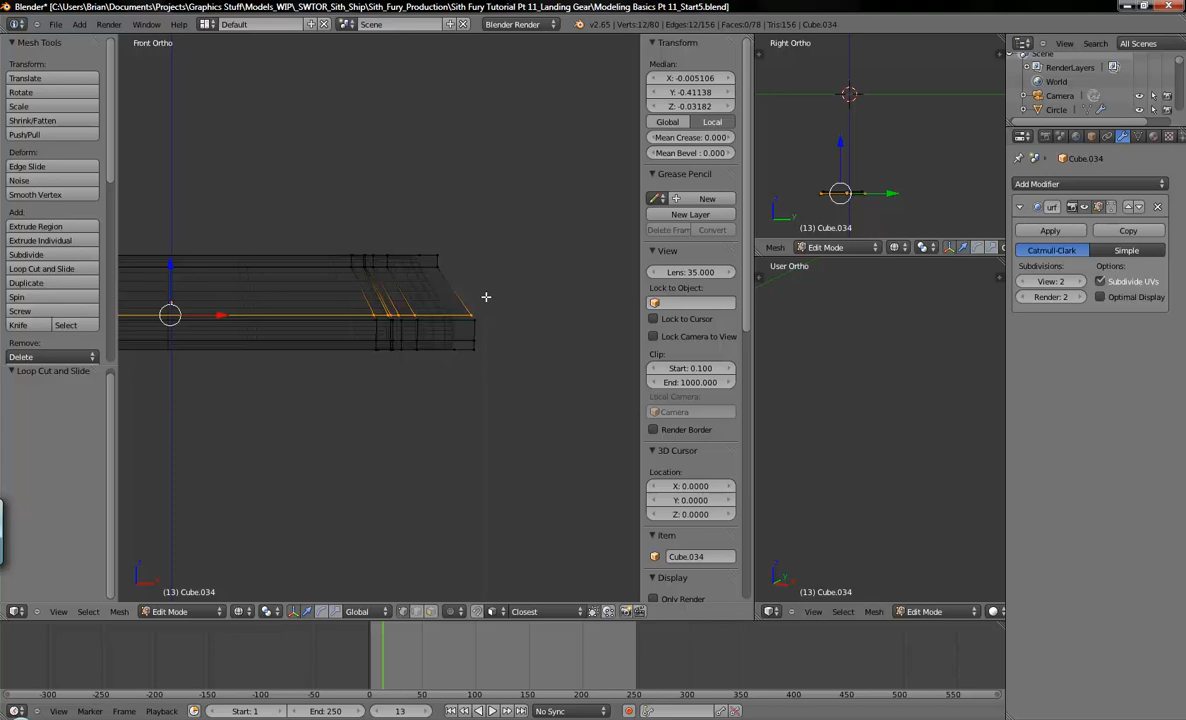 Blender* [C:\Users\Brian\Documents\Projects\Graphics Stuff\Models_WIP\_SWTOR_Sith_Ship\Sith_Fury_Production\Sith Fury Tutorial Pt 11_Landing Gear\Modeling Basics Pt 11_Start5.blend]
File Add Render Window Help Default Scene Blender Render v2.65 | Verts:12/80 | Edges:12/156 | Faces:0/78 | Tris:156 | Cube.034
Mesh Tools
Transform:
Translate
Rotate
Scale
Shrink/Fatten
Push/Pull
Deform:
Edge Slide
Noise
Smooth Vertex
Add:
Extrude Region
Extrude Individual
Subdivide
Loop Cut and Slide
Duplicate
Spin
Screw
Knife Select
Remove:
Delete
Loop Cut and Slide
Front Ortho
(13) Cube.034
View Select Mesh Edit Mode Global Closest
Transform
Median:
X: -0.005106
Y: -0.41138
Z: -0.03182
Global Local
Mean Crease: 0.000
Mean Bevel : 0.000
Grease Pencil
New
New Layer
Delete Fram Convert
View
Lens: 35.000
Lock to Object:
Lock to Cursor
Lock Camera to View
Clip:
Start: 0.100
End: 1000.000
Local Camera:
Camera
Render Border
3D Cursor
Location:
X: 0.0000
Y: 0.0000
Z: 0.0000
Item
Cube.034
Display
Only Render
Right Ortho
(13) Cube.034
Mesh Edit Mode
User Ortho
(13) Cube.034
View Select Mesh Edit Mode
View Search All Scenes
Scene
RenderLayers
World
Camera
Circle
Cube.034
Add Modifier
urf
Apply Copy
Catmull-Clark Simple
Subdivisions: Options:
View: 2 Subdivide UVs
Render: 2 Optimal Display
-300 -250 -200 -150 -100 -50 0 50 100 150 200 250 300 350 400 450 500 550
View Marker Frame Playback Start: 1 End: 250 13 No Sync